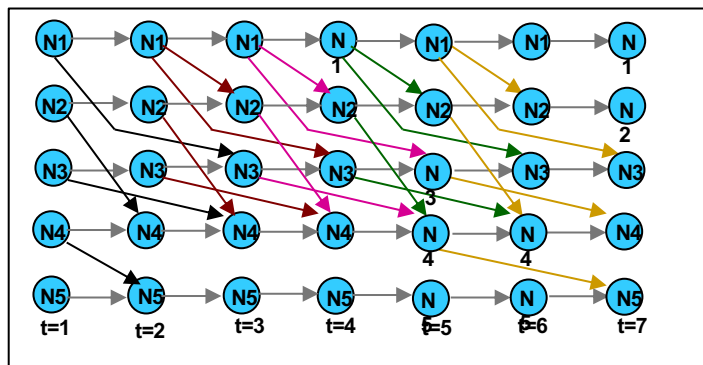 N1 N1 N1 N N1 N1 N
1 1
N2 N2 N2 N2 N2 N2 N
2
N3 N3 N3 N3 N N3 N3
3
N4 N4 N4 N4 N N N4
4 4
N5 N5 N5 N5 N N N5
5 5
t=1 t=2 t=3 t=4 t=5 t=6 t=7